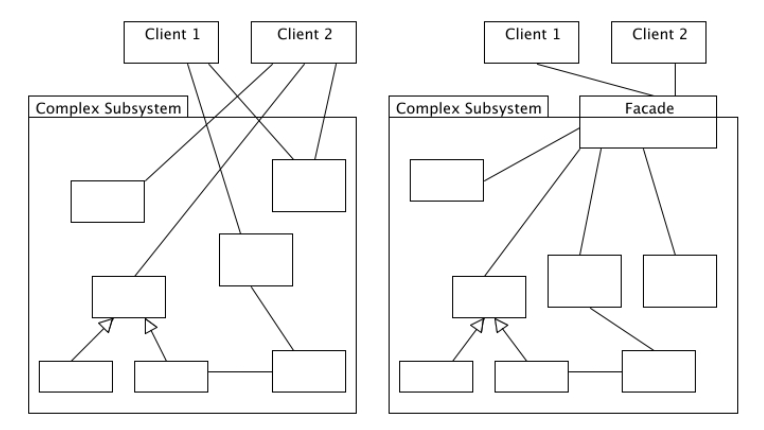 Client 1
Client 2
Complex Subsystem
Client 1
Client 2
Complex Subsystem
Facade